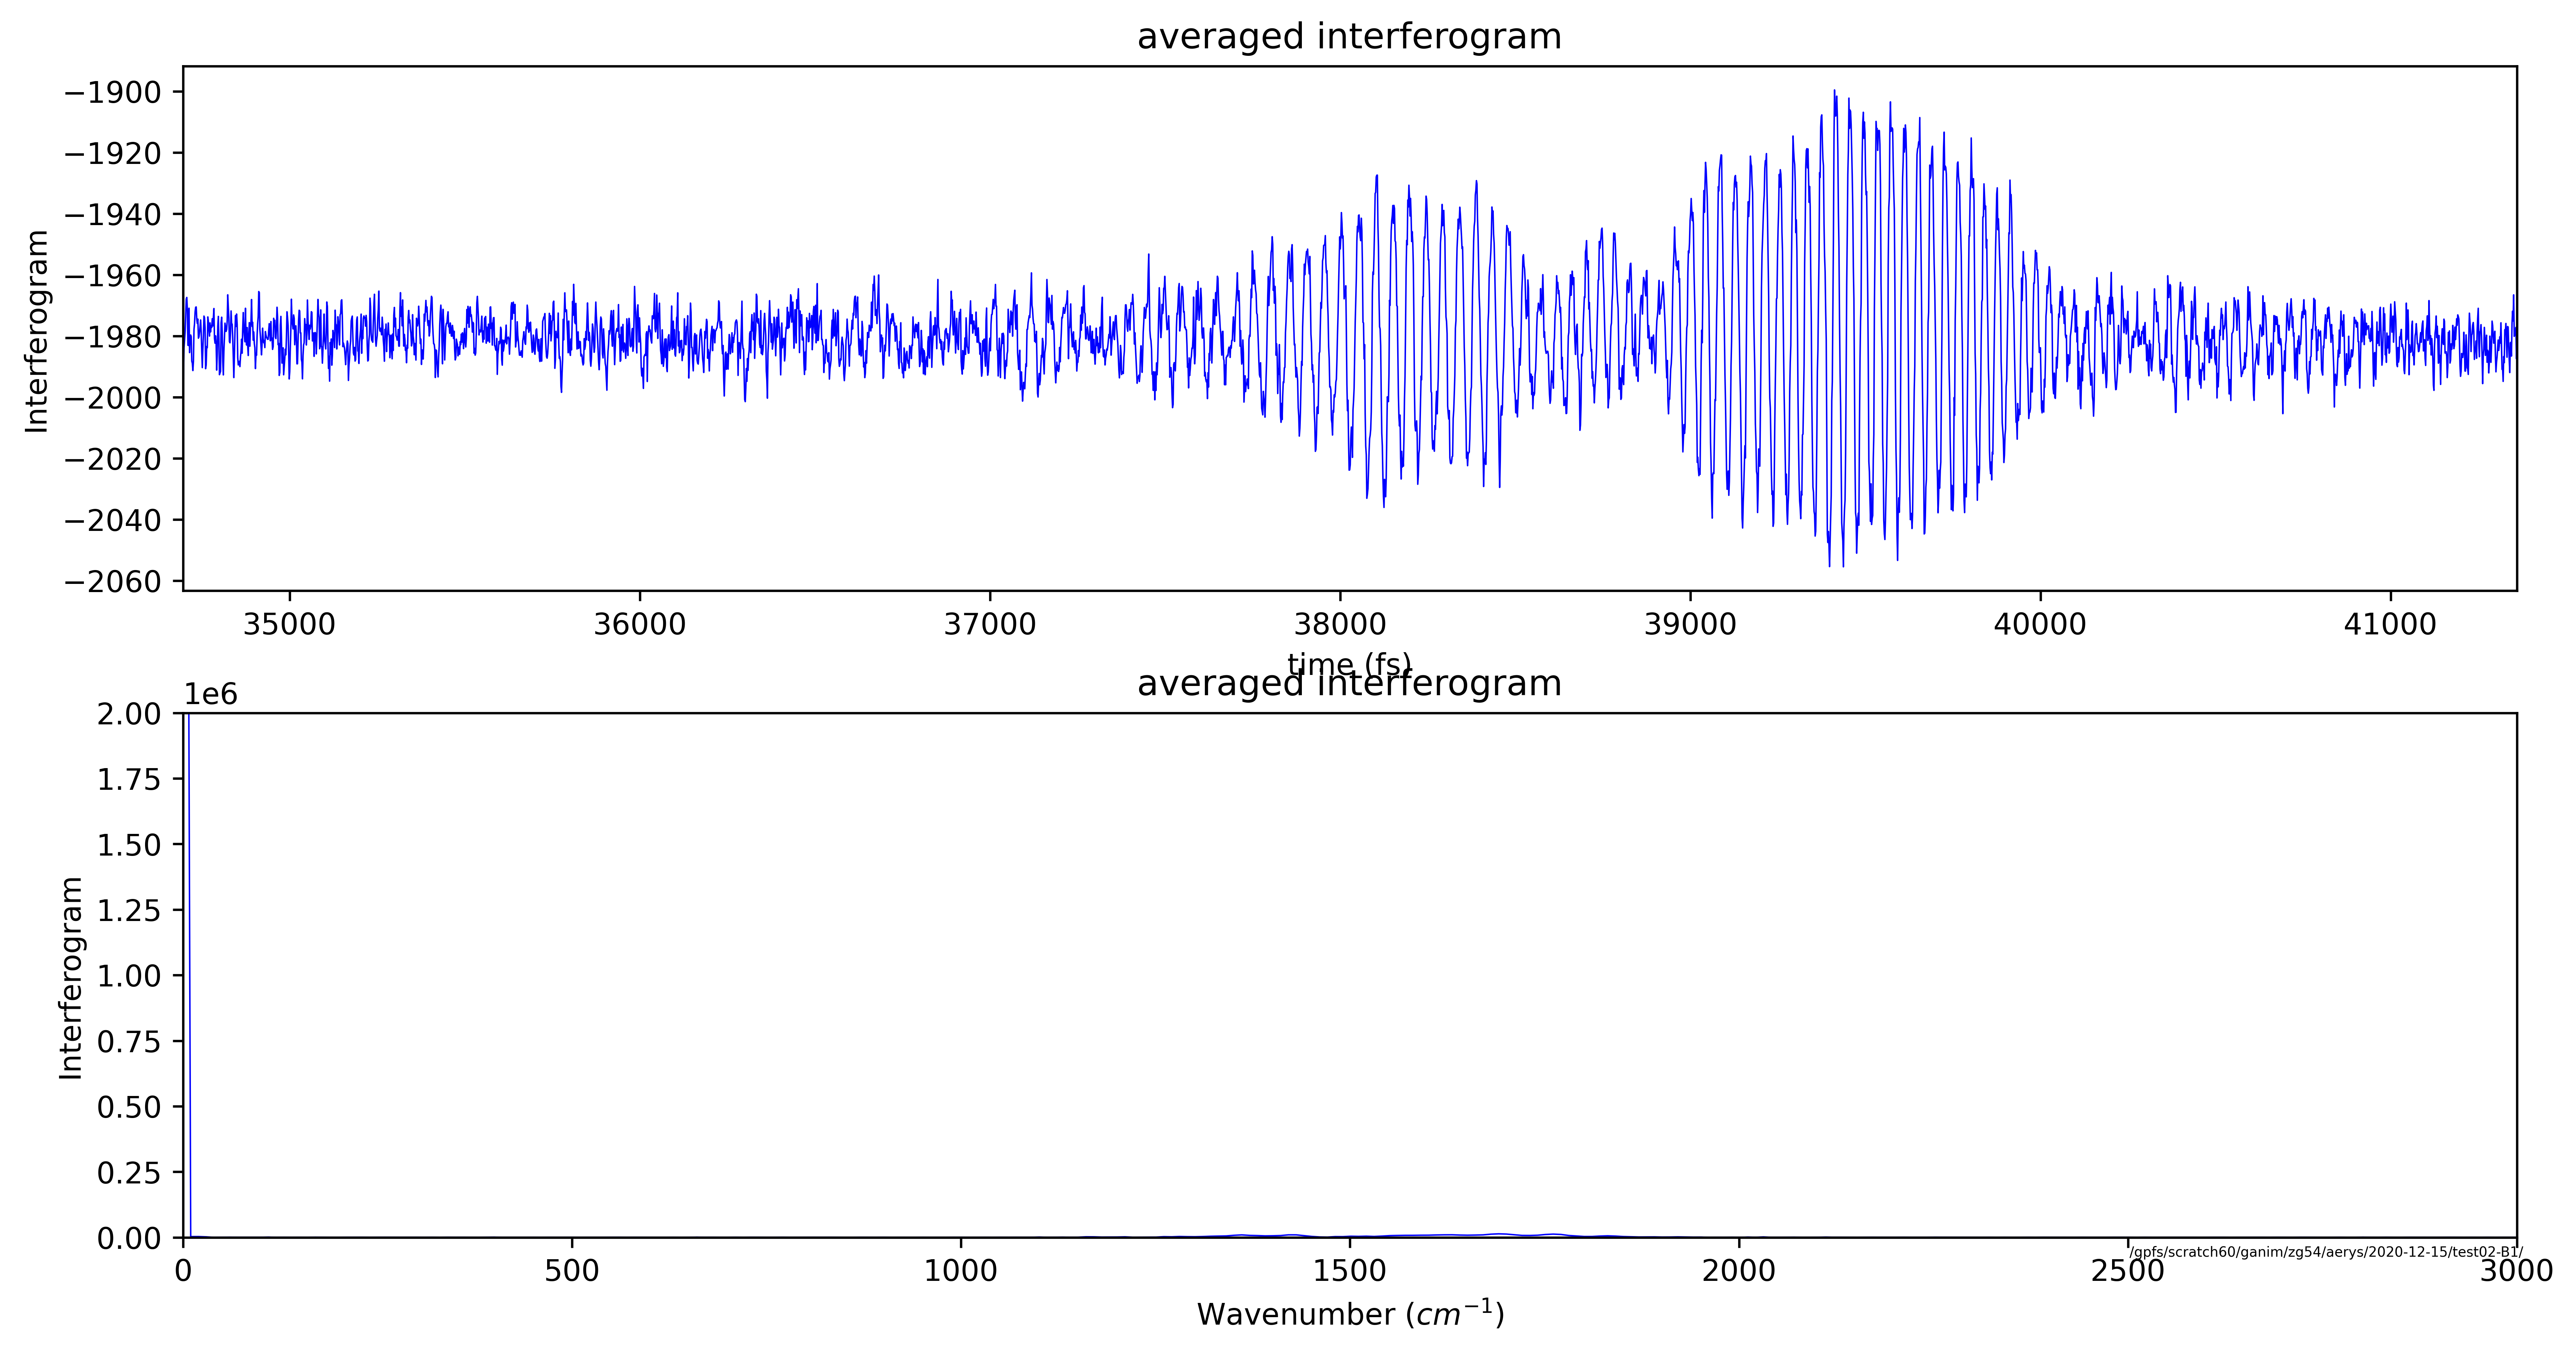 averaged interferogram
−1900
−1920
−1940
−1960
−1980
−2000
−2020
−2040
−2060
Interferogram
35000 36000 37000 38000 39000 40000 41000
time (fs)
averaged interferogram
1e6
2.00
1.75
1.50
1.25
1.00
0.75
0.50
0.25
0.00
Interferogram
/gpfs/scratch60/ganim/zg54/aerys/2020-12-15/test02-B1/
0 500 1000 1500 2000 2500 3000
Wavenumber (cm⁻¹)